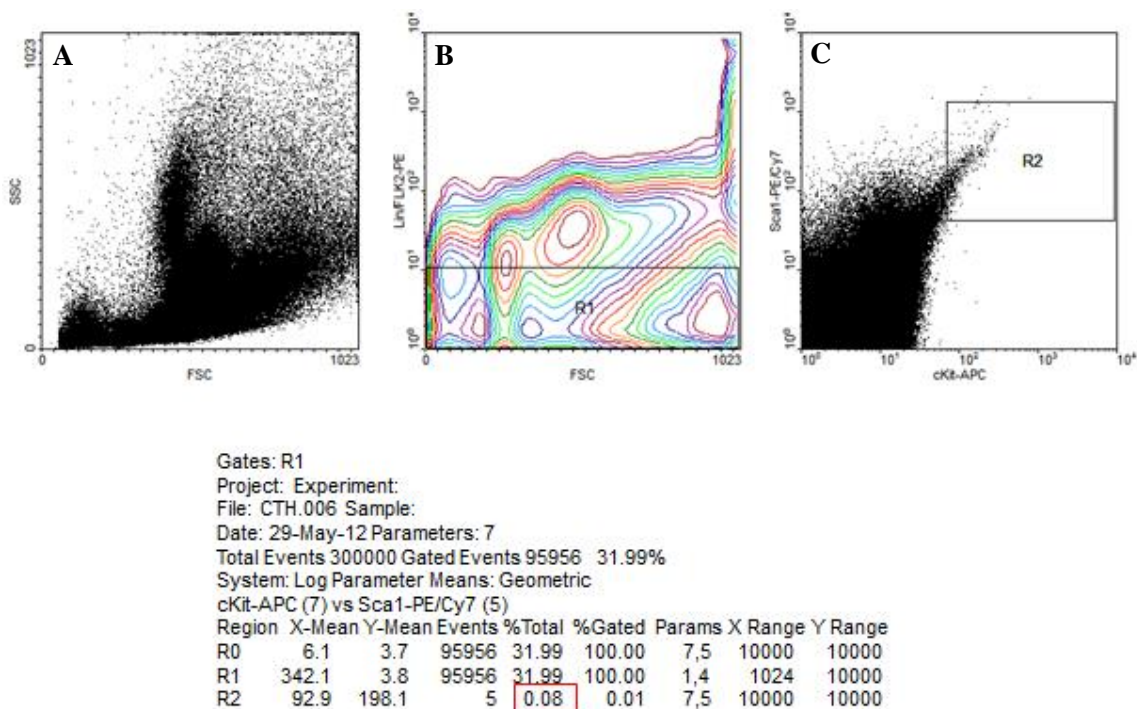 A
B
C
1023
SSC
0
0
FSC
1023
10⁴
10³
10²
10¹
10⁰
Lin/FLK2-PE
R1
0
FSC
1023
10⁴
10³
10²
10¹
10⁰
Sca1-PE/Cy7
R2
10⁰ 10¹ 10² 10³ 10⁴
cKit-APC
Gates: R1
Project: Experiment:
File: CTH.006 Sample:
Date: 29-May-12 Parameters: 7
Total Events 300000 Gated Events 95956 31.99%
System: Log Parameter Means: Geometric
cKit-APC (7) vs Sca1-PE/Cy7 (5)
Region X-Mean Y-Mean Events %Total %Gated Params X Range Y Range
R0 6.1 3.7 95956 31.99 100.00 7,5 10000 10000
R1 342.1 3.8 95956 31.99 100.00 1,4 1024 10000
R2 92.9 198.1 5 0.08 0.01 7,5 10000 10000